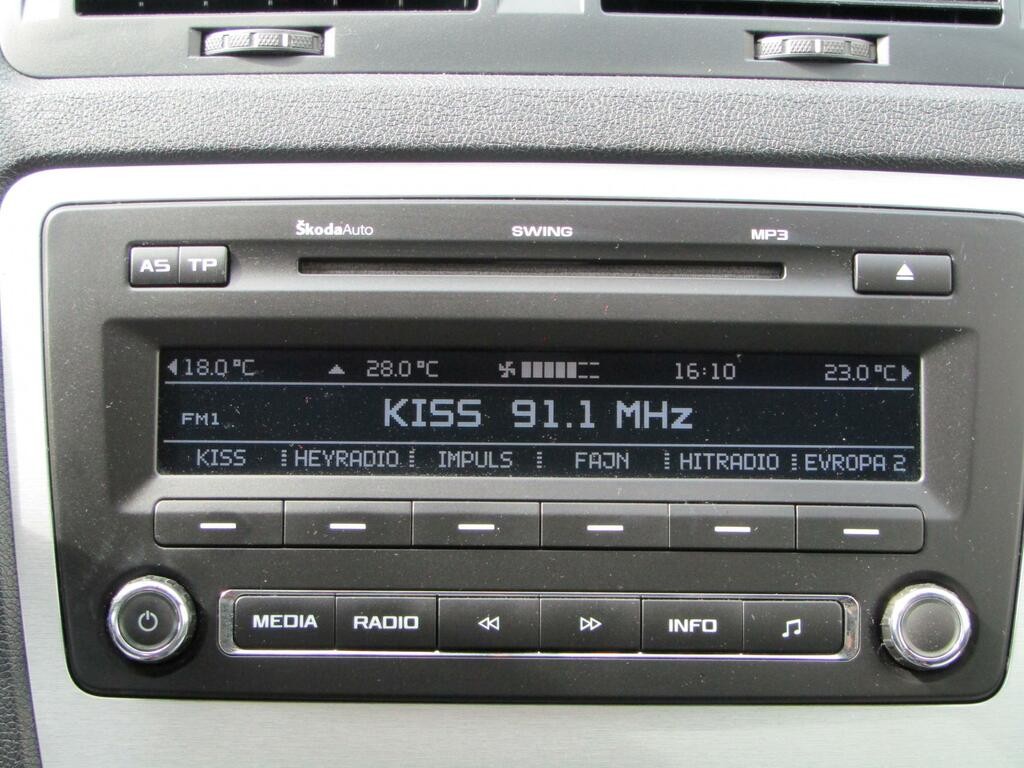 ŠkodaAuto SWING MP3
AS TP
18.0 °C 28.0 °C 16:10 23.0 °C
FM1 KISS 91.1 MHz
KISS HEYRADIO IMPULS FAJN HITRADIO EVROPA 2
MEDIA RADIO INFO